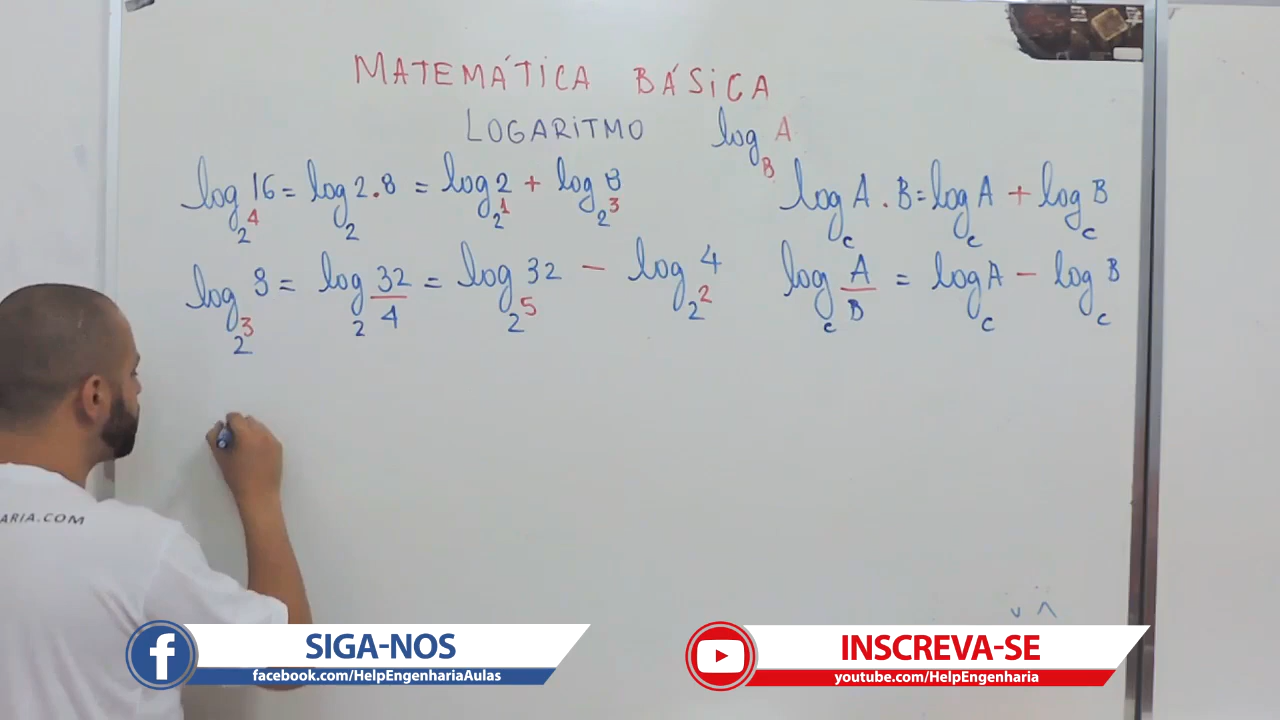 MATEMÁTICA BÁSICA
LOGARITMO log_B A
log_2 16 = log_2 2 . 8 = log_2 2 + log_2 8
4 1 3
log_c A . B = log_c A + log_c B
log_2 8 = log_2 32/4 = log_2 32 − log_2 4
3 5 2
log_c A/B = log_c A − log_c B
ARIA.COM
SIGA-NOS
facebook.com/HelpEngenhariaAulas
INSCREVA-SE
youtube.com/HelpEngenharia